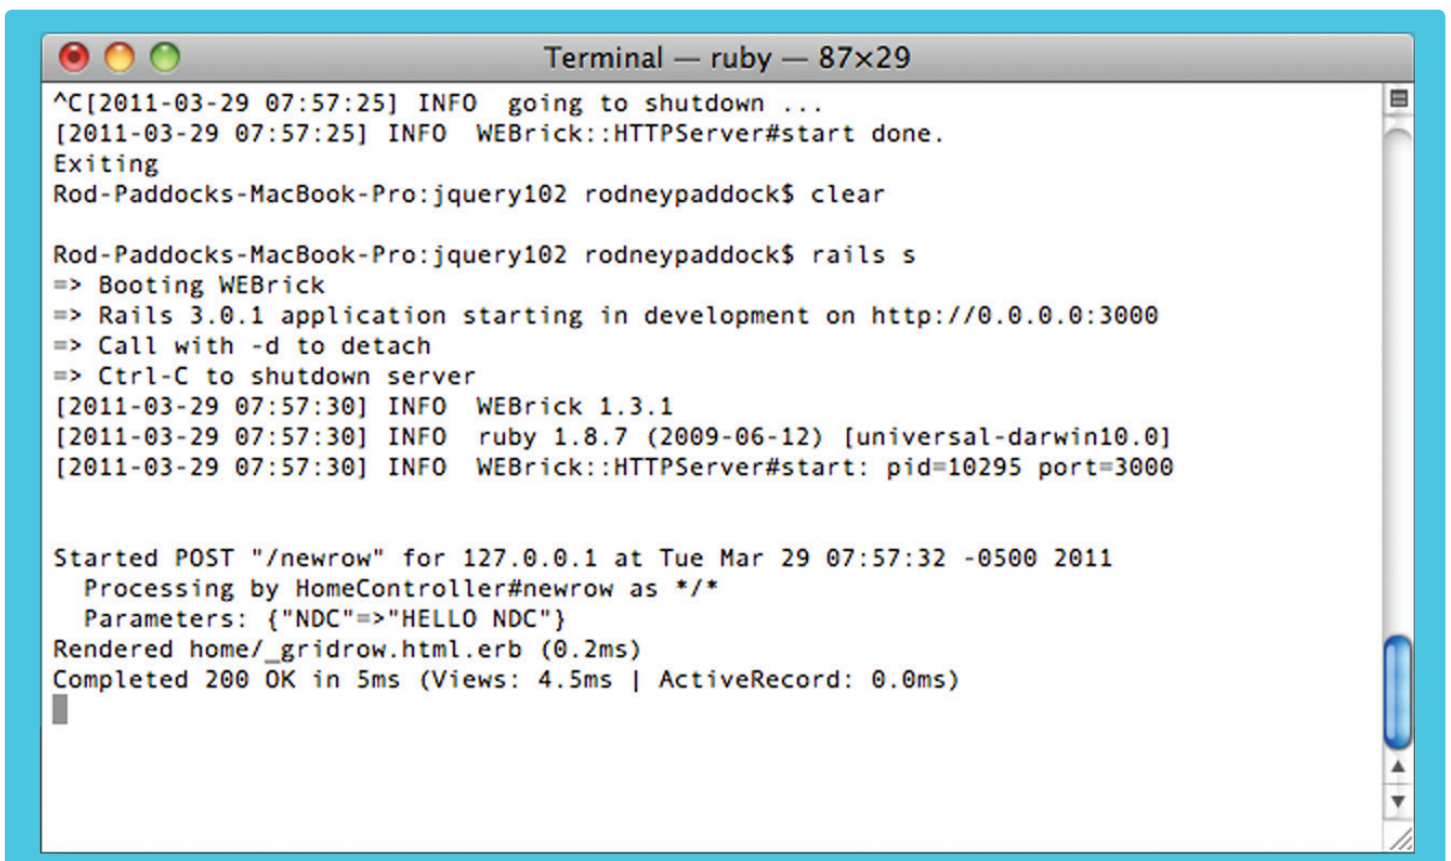 Terminal — ruby — 87×29
^C[2011-03-29 07:57:25] INFO  going to shutdown ...
[2011-03-29 07:57:25] INFO  WEBrick::HTTPServer#start done.
Exiting
Rod-Paddocks-MacBook-Pro:jquery102 rodneypaddock$ clear
Rod-Paddocks-MacBook-Pro:jquery102 rodneypaddock$ rails s
=> Booting WEBrick
=> Rails 3.0.1 application starting in development on http://0.0.0.0:3000
=> Call with -d to detach
=> Ctrl-C to shutdown server
[2011-03-29 07:57:30] INFO  WEBrick 1.3.1
[2011-03-29 07:57:30] INFO  ruby 1.8.7 (2009-06-12) [universal-darwin10.0]
[2011-03-29 07:57:30] INFO  WEBrick::HTTPServer#start: pid=10295 port=3000
Started POST "/newrow" for 127.0.0.1 at Tue Mar 29 07:57:32 -0500 2011
  Processing by HomeController#newrow as */*
  Parameters: {"NDC"=>"HELLO NDC"}
Rendered home/_gridrow.html.erb (0.2ms)
Completed 200 OK in 5ms (Views: 4.5ms | ActiveRecord: 0.0ms)